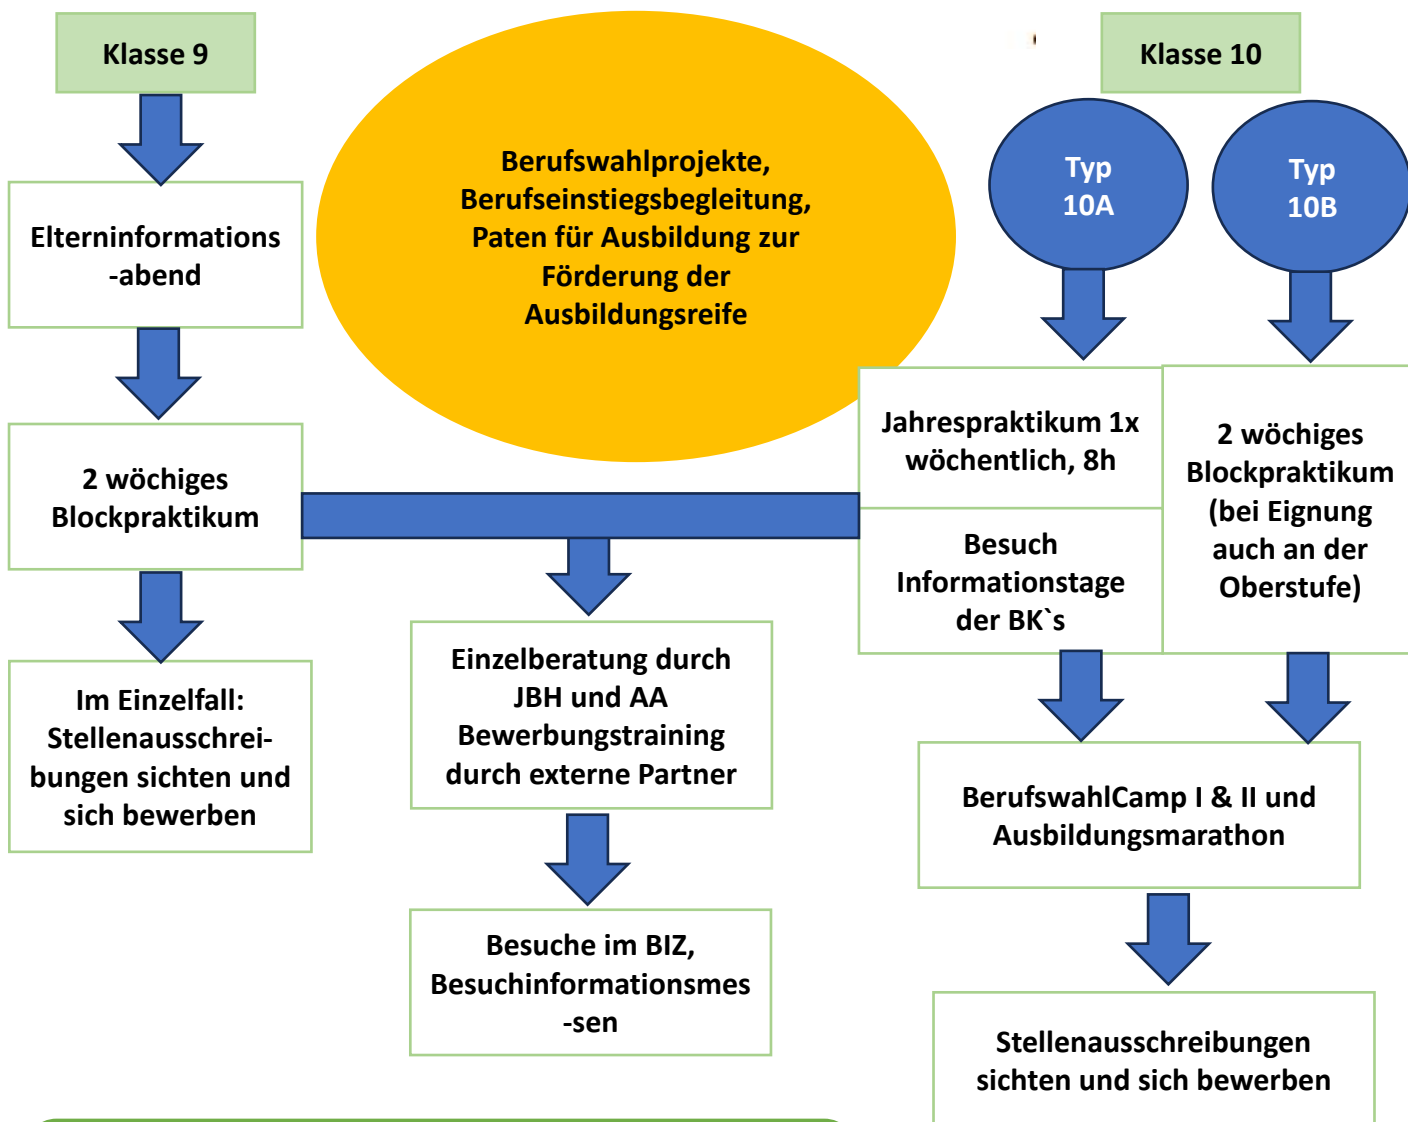 Klasse 9
Elterninformations
-abend
2 wöchiges
Blockpraktikum
Im Einzelfall:
Stellenausschrei-
bungen sichten und
sich bewerben
Berufswahlprojekte,
Berufseinstiegsbegleitung,
Paten für Ausbildung zur
Förderung der
Ausbildungsreife
Einzelberatung durch
JBH und AA
Bewerbungstraining
durch externe Partner
Besuche im BIZ,
Besuchinformationsmes
-sen
Klasse 10
Typ
10A
Typ
10B
Jahrespraktikum 1x
wöchentlich, 8h
Besuch
Informationstage
der BK`s
2 wöchiges
Blockpraktikum
(bei Eignung
auch an der
Oberstufe)
BerufswahlCamp I & II und
Ausbildungsmarathon
Stellenausschreibungen
sichten und sich bewerben